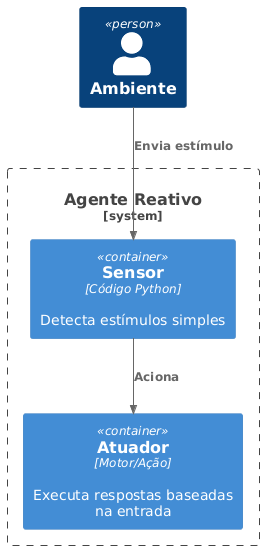 «person»
Ambiente
Envia estímulo
Agente Reativo
[system]
«container»
Sensor
[Código Python]
Detecta estímulos simples
Aciona
«container»
Atuador
[Motor/Ação]
Executa respostas baseadas
na entrada